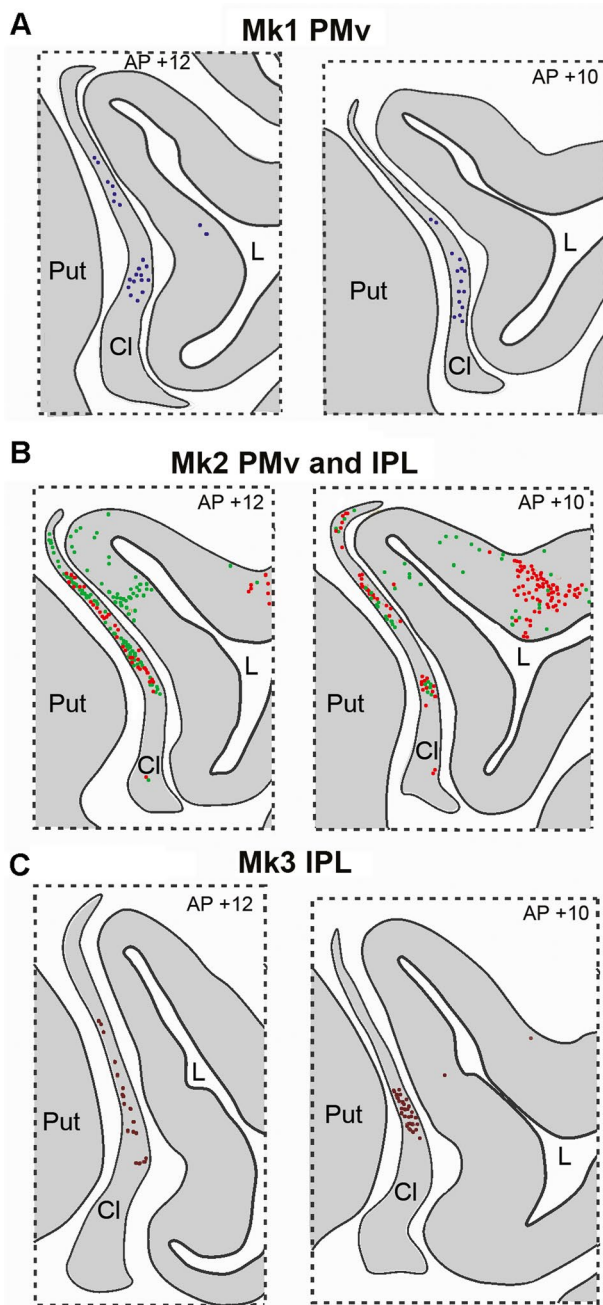 A
Mk1 PMv
AP +12
AP +10
Put
L
Cl
Put
L
Cl
B
Mk2 PMv and IPL
AP +12
AP +10
Put
L
Cl
Put
L
Cl
C
Mk3 IPL
AP +12
AP +10
Put
L
Cl
Put
L
Cl